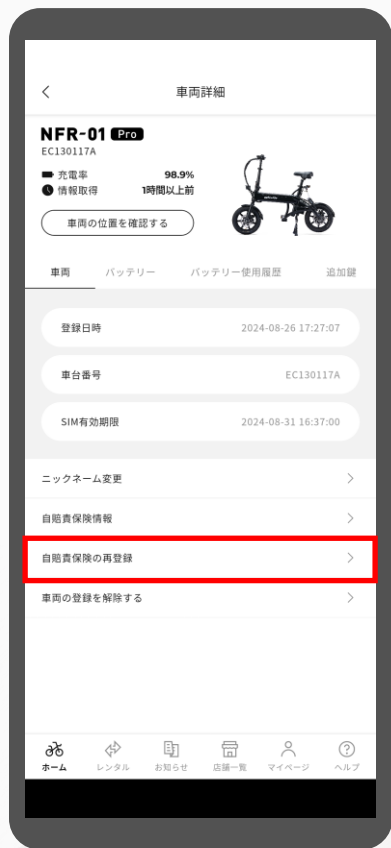 車両詳細
NFR-01 Pro
EC130117A
充電率 98.9%
情報取得 1時間以上前
車両の位置を確認する
車両 バッテリー バッテリー使用履歴 追加鍵
登録日時 2024-08-26 17:27:07
車台番号 EC130117A
SIM有効期限 2024-08-31 16:37:00
ニックネーム変更
自賠責保険情報
自賠責保険の再登録
車両の登録を解除する
ホーム レンタル お知らせ 店舗一覧 マイページ ヘルプ